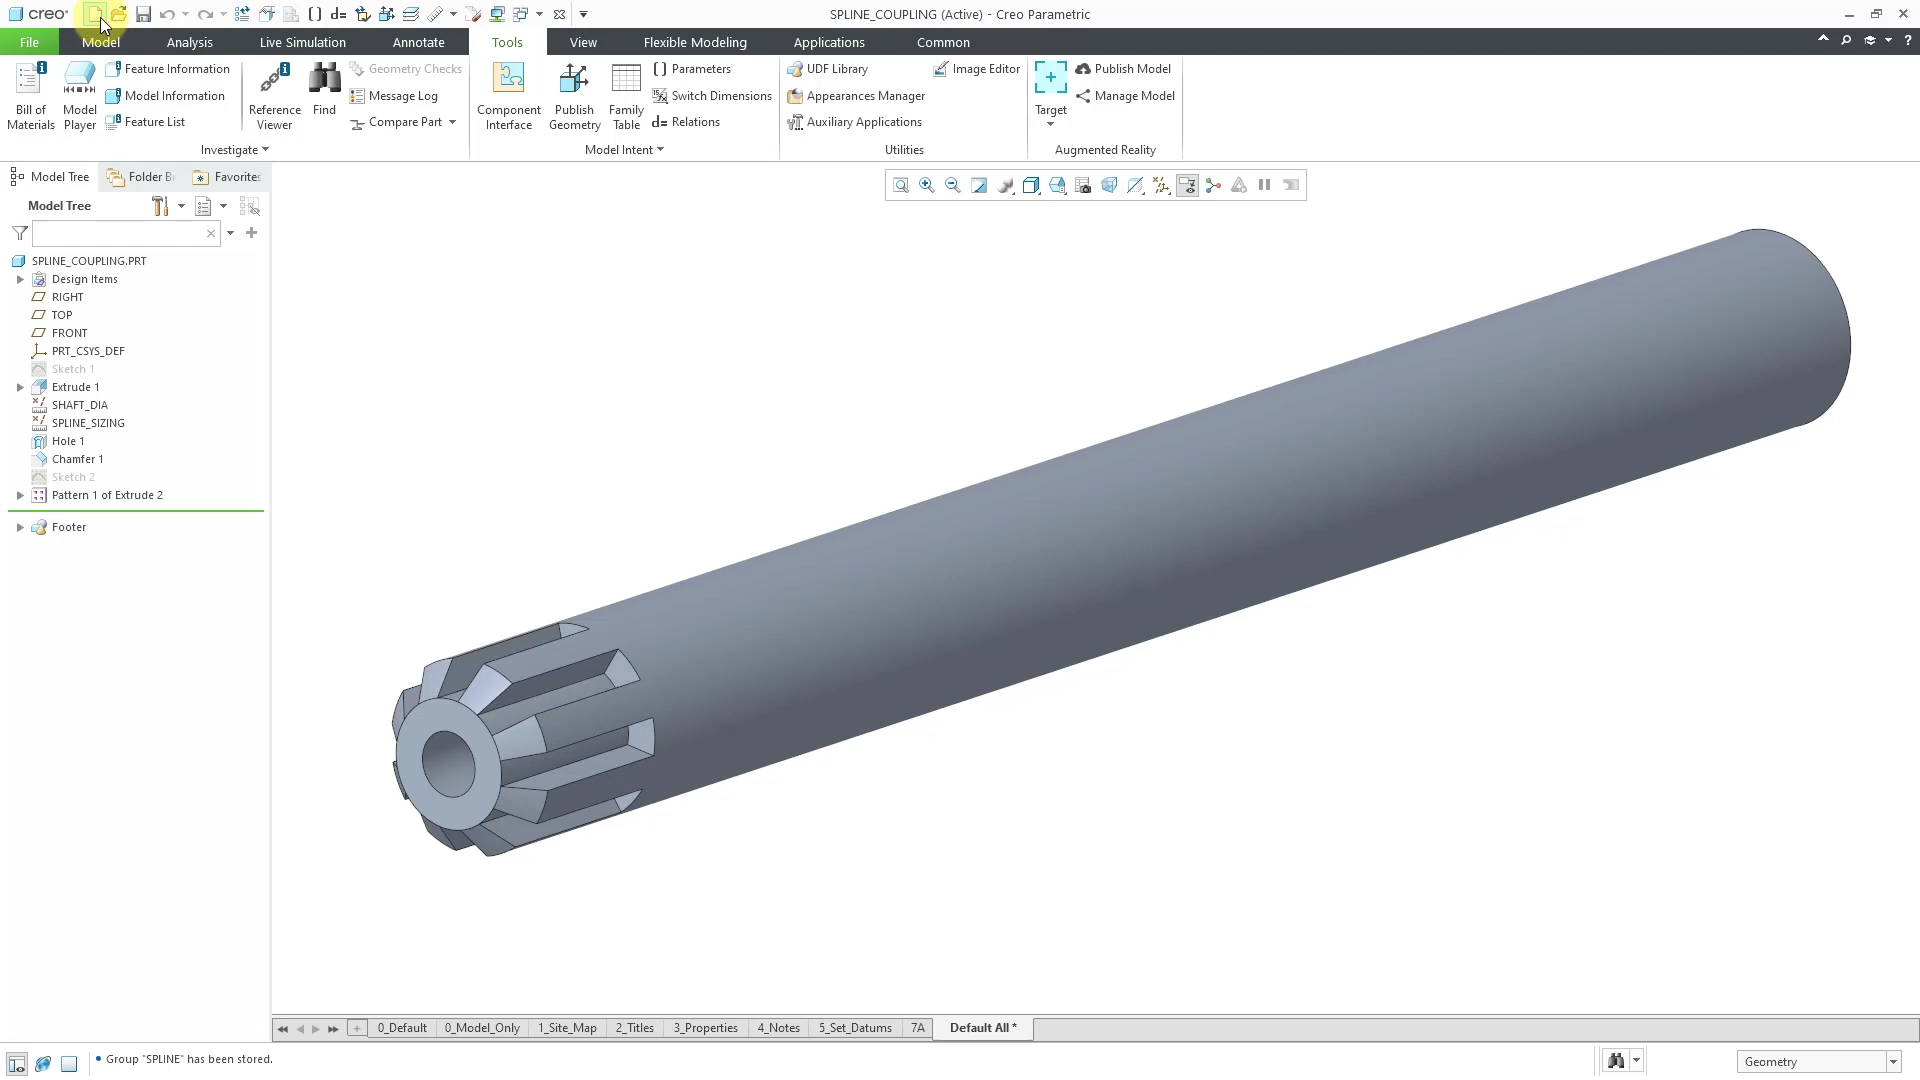 creo SPLINE_COUPLING (Active) - Creo Parametric
File Model Analysis Live Simulation Annotate Tools View Flexible Modeling Applications Common
Bill of Materials
Model Player
Feature Information
Model Information
Feature List
Reference Viewer
Find
Geometry Checks
Message Log
Compare Part
Investigate
Component Interface
Publish Geometry
Family Table
Parameters
Switch Dimensions
d= Relations
Model Intent
UDF Library
Appearances Manager
Auxiliary Applications
Image Editor
Utilities
Target
Publish Model
Manage Model
Augmented Reality
Model Tree Folder B Favorites
Model Tree
SPLINE_COUPLING.PRT
Design Items
RIGHT
TOP
FRONT
PRT_CSYS_DEF
Sketch 1
Extrude 1
SHAFT_DIA
SPLINE_SIZING
Hole 1
Chamfer 1
Sketch 2
Pattern 1 of Extrude 2
Footer
0_Default 0_Model_Only 1_Site_Map 2_Titles 3_Properties 4_Notes 5_Set_Datums 7A Default All *
• Group "SPLINE" has been stored.
Geometry